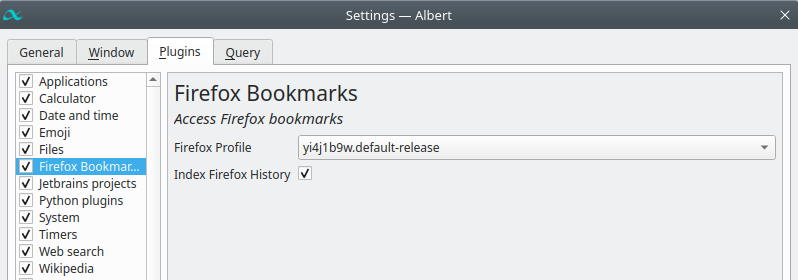 Settings — Albert
General
Window
Plugins
Query
Applications
Calculator
Date and time
Emoji
Files
Firefox Bookmar...
Jetbrains projects
Python plugins
System
Timers
Web search
Wikipedia
Firefox Bookmarks
Access Firefox bookmarks
Firefox Profile yi4j1b9w.default-release
Index Firefox History